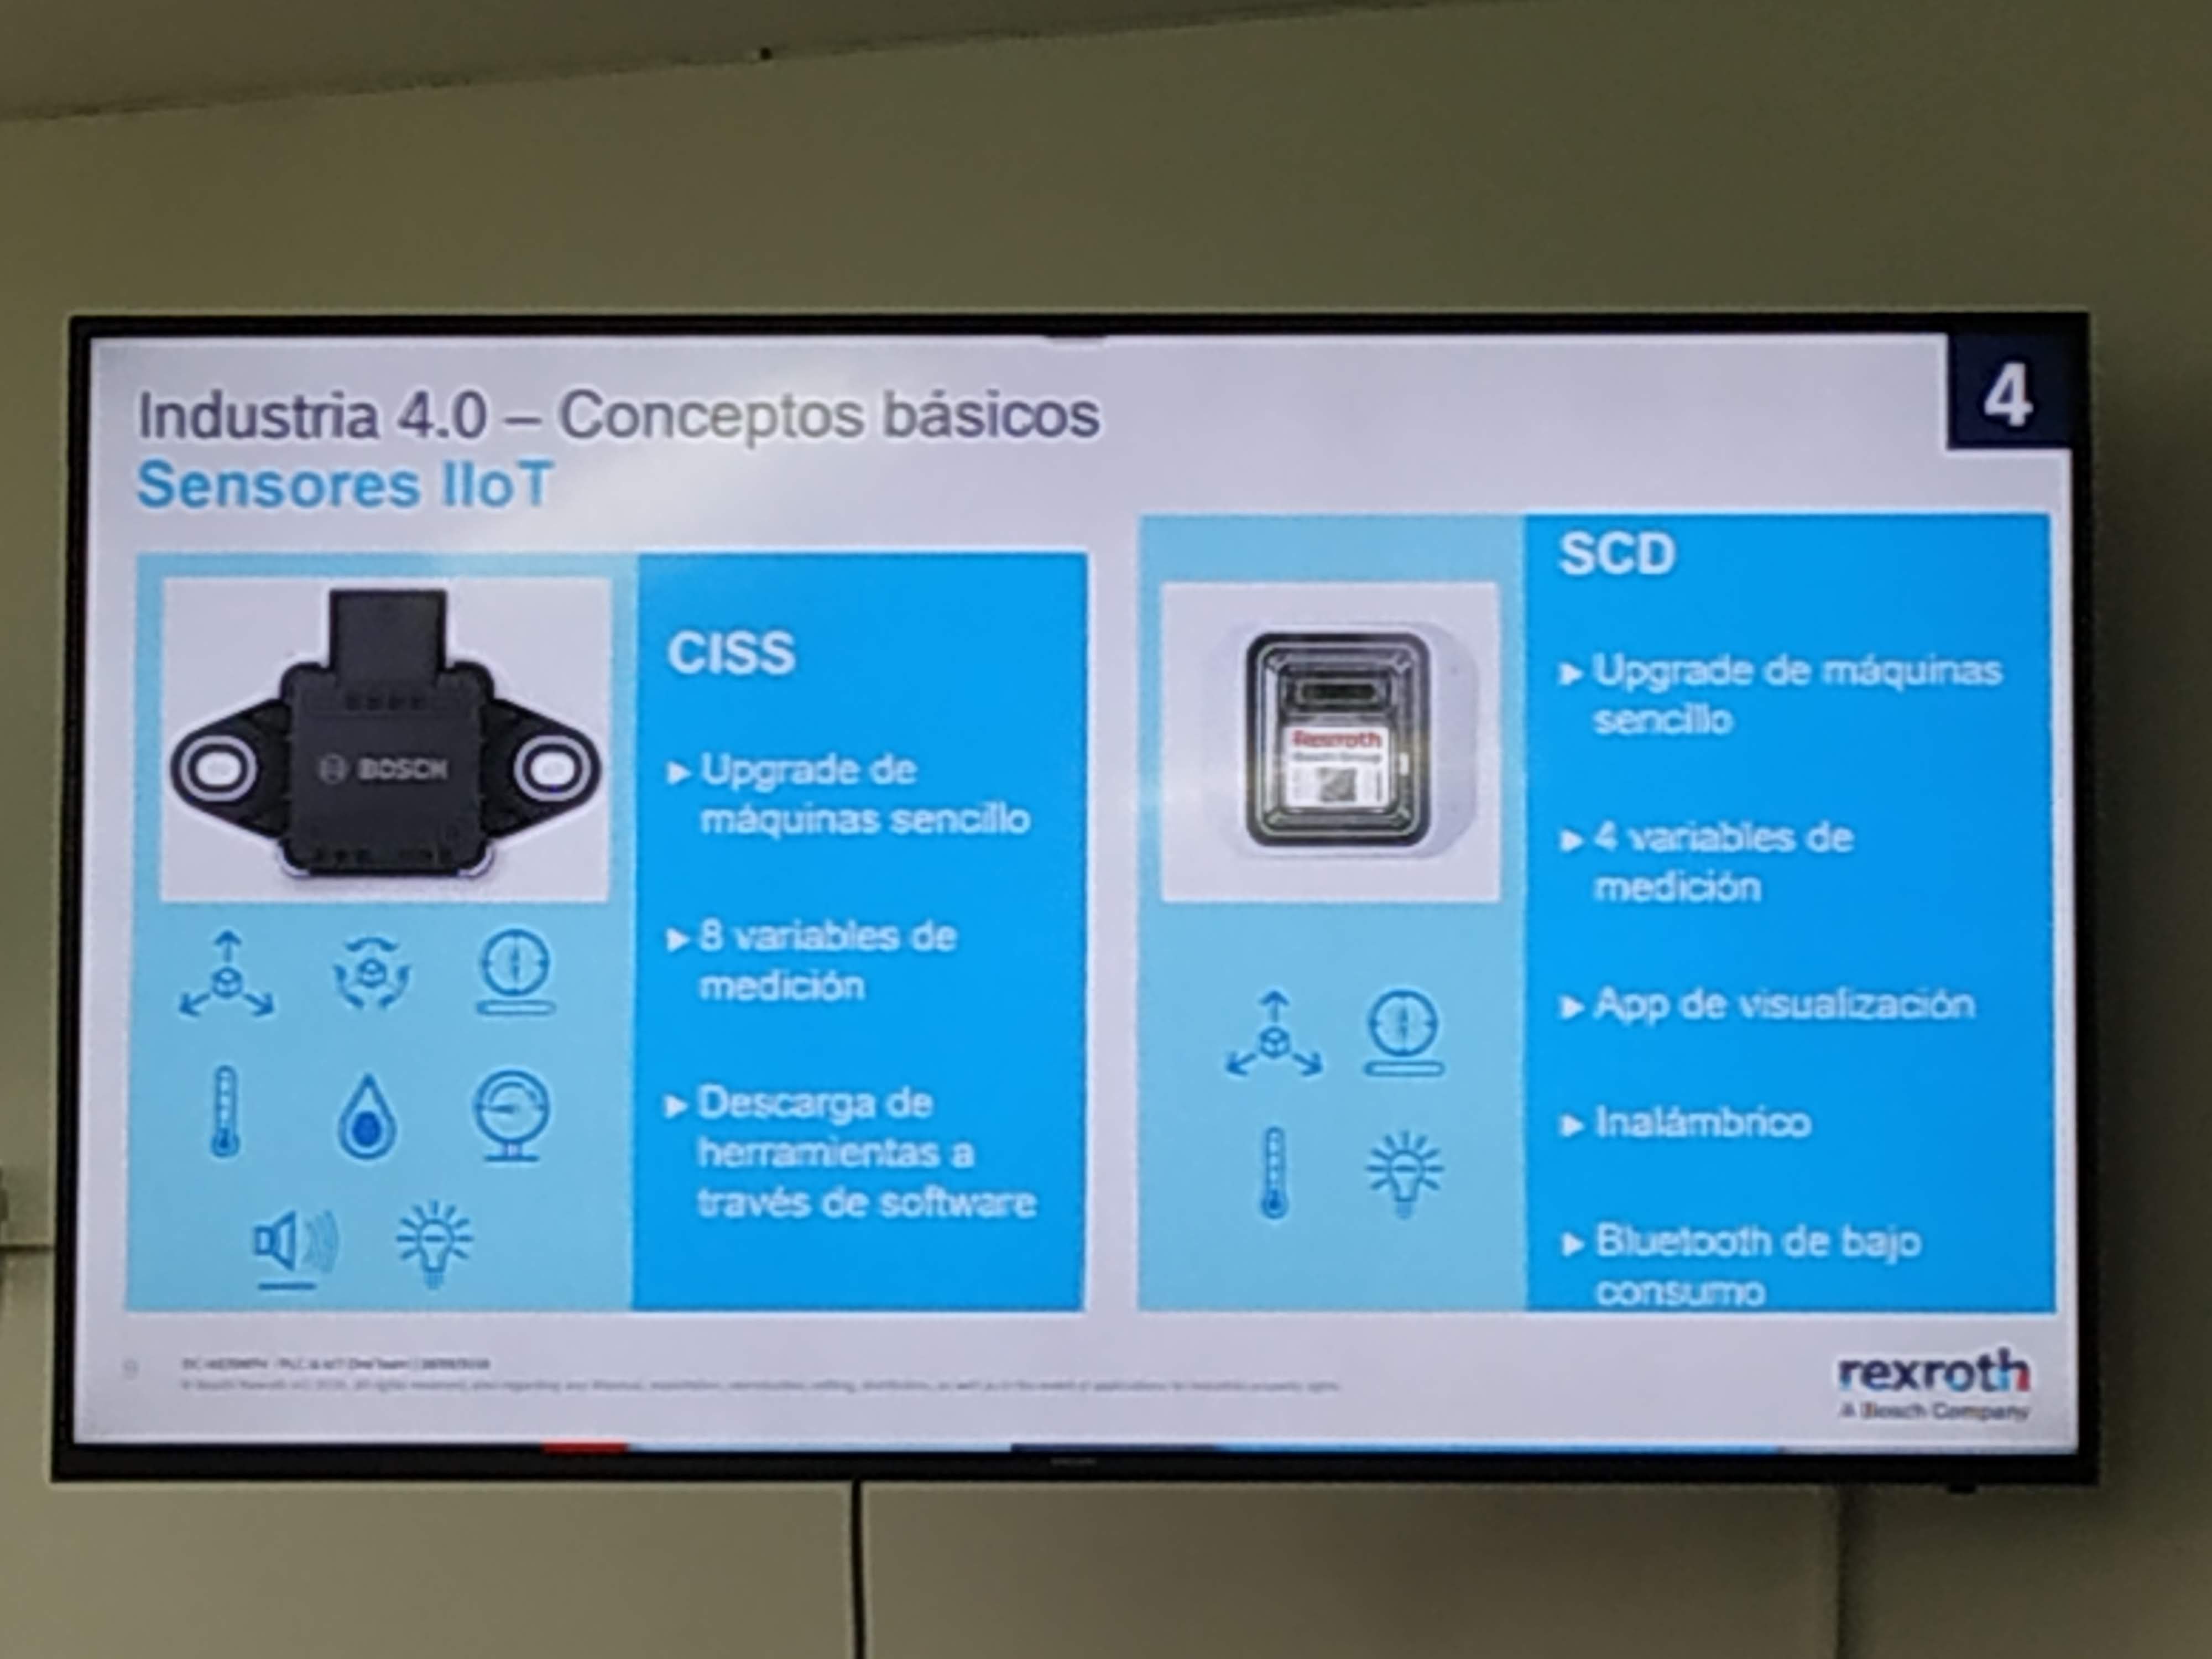 Industria 4.0 – Conceptos básicos
4
Sensores IIoT
BOSCH
CISS
▶ Upgrade de
máquinas sencillo
▶ 8 variables de
medición
▶ Descarga de
herramientas a
través de software
Rexroth
Bosch Group
SCD
▶ Upgrade de máquinas
sencillo
▶ 4 variables de
medición
▶ App de visualización
▶ Inalámbrico
▶ Bluetooth de bajo
consumo
rexroth
A Bosch Company